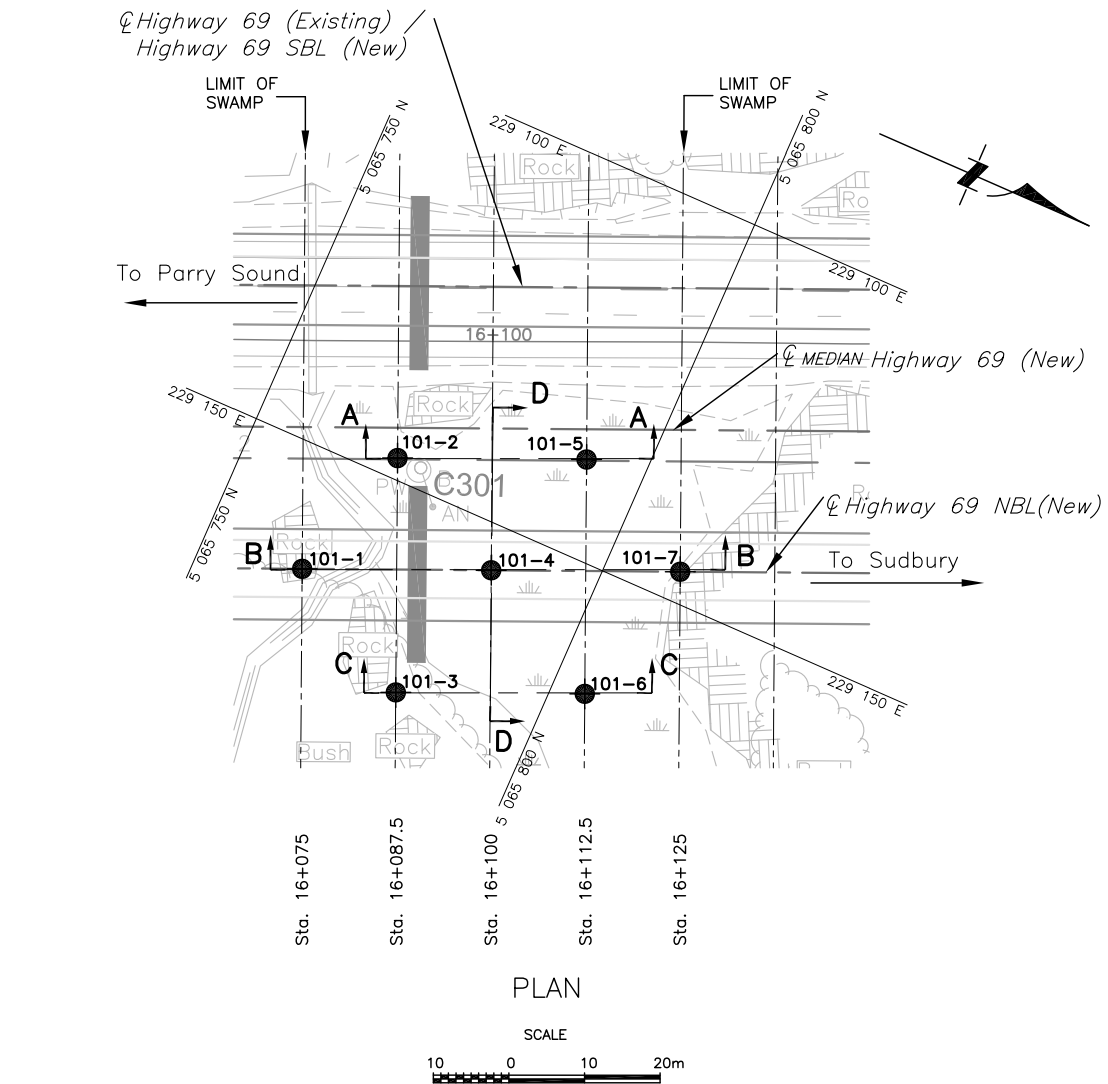 ℄ Highway 69 (Existing) /
Highway 69 SBL (New)
LIMIT OF
SWAMP
LIMIT OF
SWAMP
5 065 750 N
229 100 E
5 065 800 N
Rock
Ro
To Parry Sound
229 100 E
16+100
℄ MEDIAN Highway 69 (New)
229 150 E
Rock
D
A
A
101-2
101-5
C301
PW
AN
5 065 750 N
℄ Highway 69 NBL(New)
Rock
B
101-1
101-4
101-7
B
To Sudbury
Rock
C
101-3
101-6
C
229 150 E
D
Bush
Rock
5 065 800 N
Sta. 16+075
Sta. 16+087.5
Sta. 16+100
Sta. 16+112.5
Sta. 16+125
PLAN
SCALE
10 0 10 20m